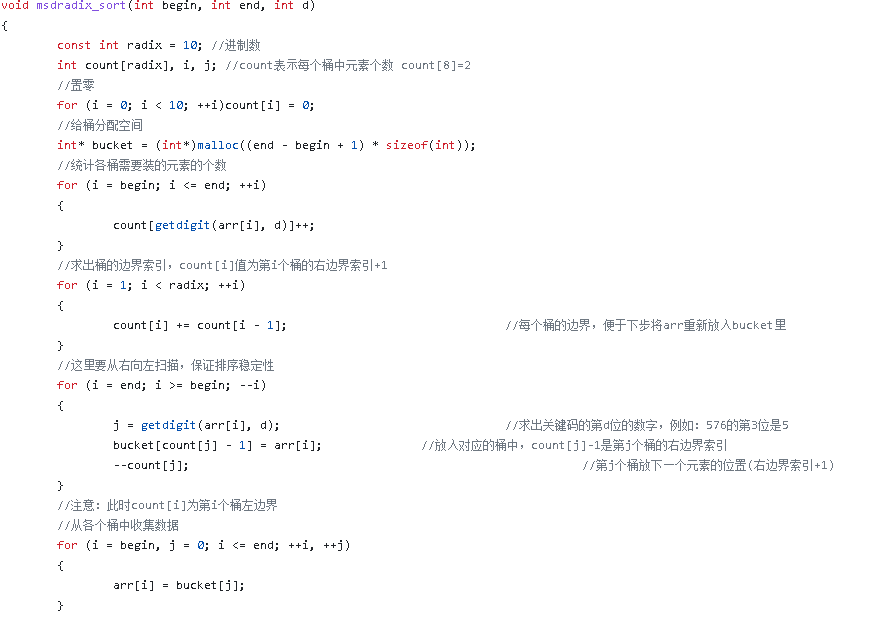 void msdradix_sort(int begin, int end, int d)
{
const int radix = 10; //进制数
int count[radix], i, j; //count表示每个桶中元素个数 count[8]=2
//置零
for (i = 0; i < 10; ++i)count[i] = 0;
//给桶分配空间
int* bucket = (int*)malloc((end - begin + 1) * sizeof(int));
//统计各桶需要装的元素的个数
for (i = begin; i <= end; ++i)
{
count[getdigit(arr[i], d)]++;
}
//求出桶的边界索引，count[i]值为第i个桶的右边界索引+1
for (i = 1; i < radix; ++i)
{
count[i] += count[i - 1]; //每个桶的边界，便于下步将arr重新放入bucket里
}
//这里要从右向左扫描，保证排序稳定性
for (i = end; i >= begin; --i)
{
j = getdigit(arr[i], d); //求出关键码的第d位的数字，例如：576的第3位是5
bucket[count[j] - 1] = arr[i]; //放入对应的桶中，count[j]-1是第j个桶的右边界索引
--count[j]; //第j个桶放下一个元素的位置(右边界索引+1)
}
//注意：此时count[i]为第i个桶左边界
//从各个桶中收集数据
for (i = begin, j = 0; i <= end; ++i, ++j)
{
arr[i] = bucket[j];
}